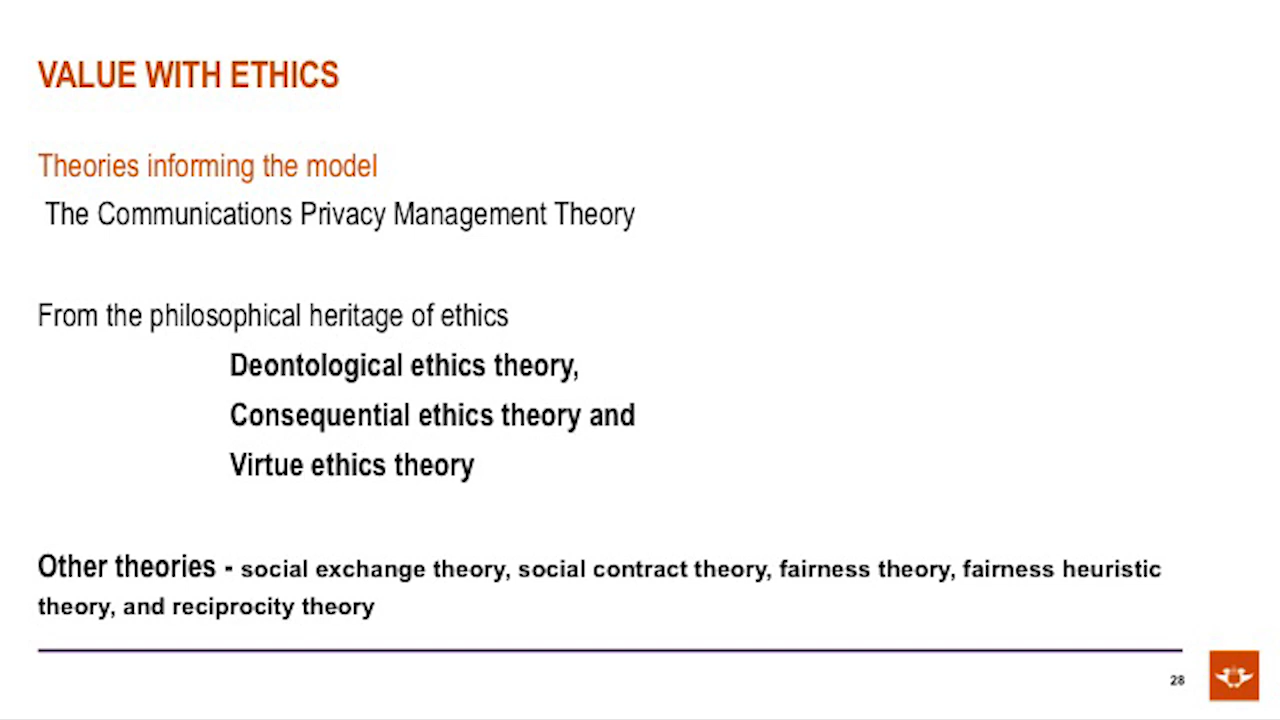 VALUE WITH ETHICS
Theories informing the model
The Communications Privacy Management Theory
From the philosophical heritage of ethics
Deontological ethics theory,
Consequential ethics theory and
Virtue ethics theory
Other theories - social exchange theory, social contract theory, fairness theory, fairness heuristic
theory, and reciprocity theory
28